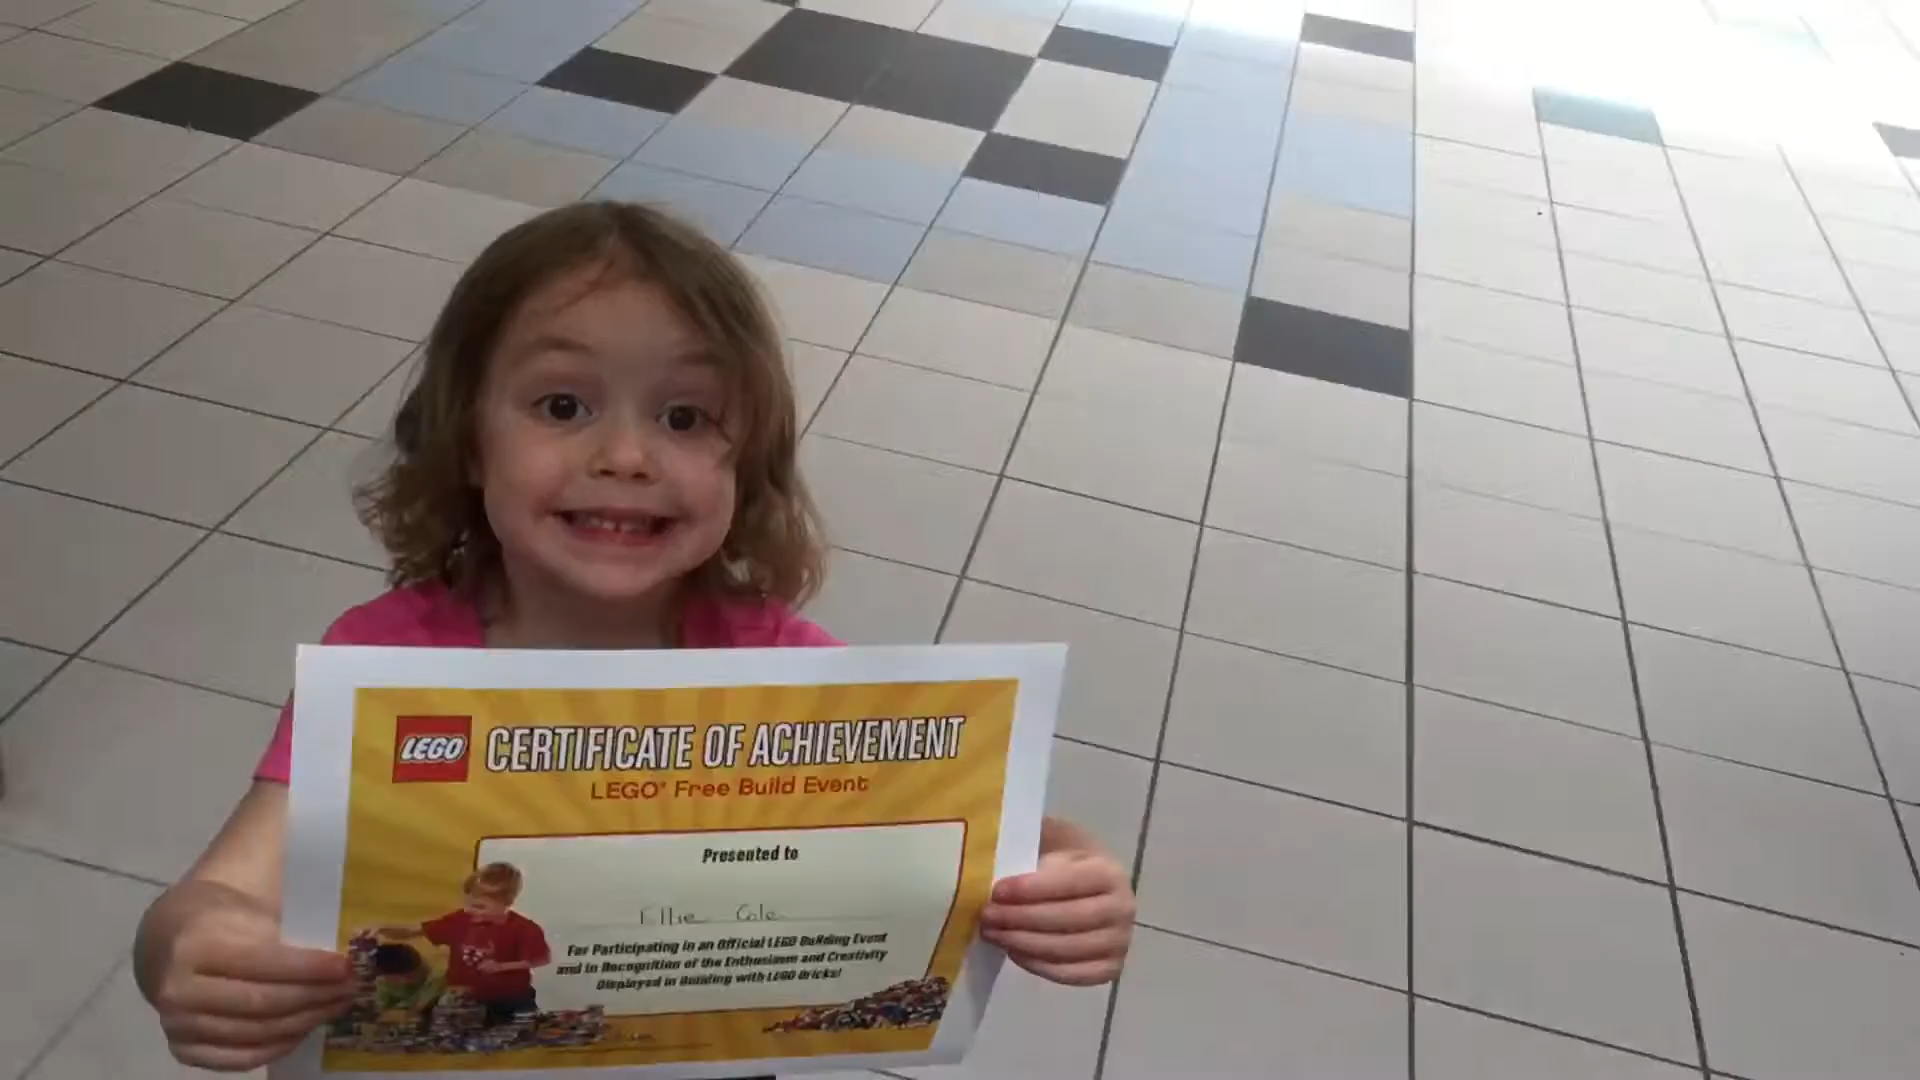 LEGO CERTIFICATE OF ACHIEVEMENT
LEGO® Free Build Event
Presented to
Ellie Cole
For Participating in an Official LEGO Building Event
and in Recognition of the Enthusiasm and Creativity
Displayed in Building with LEGO Bricks!